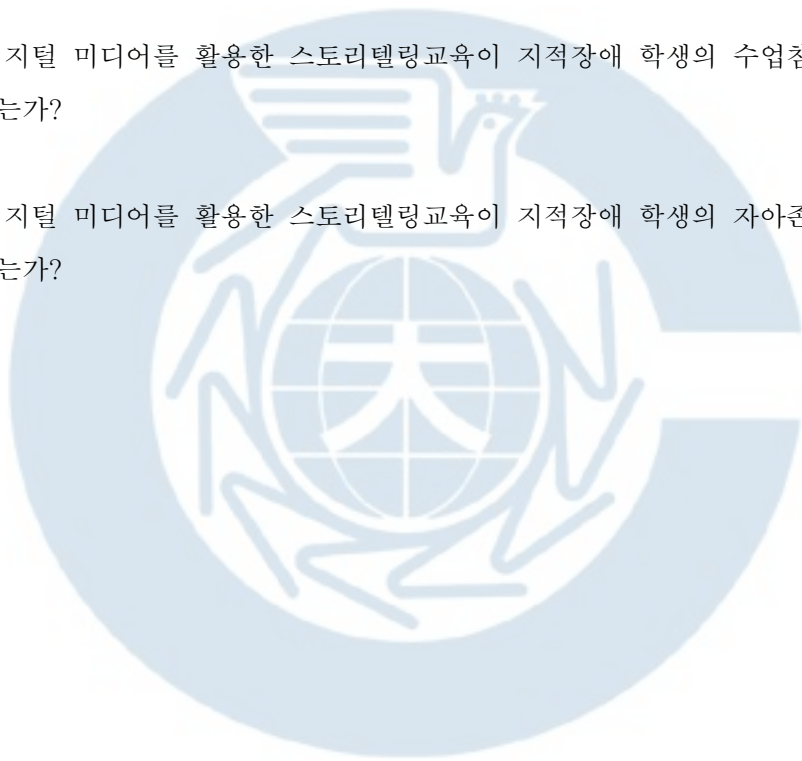 지털 미디어를 활용한 스토리텔링교육이 지적장애 학생의 수업참
는가?
지털 미디어를 활용한 스토리텔링교육이 지적장애 학생의 자아존
는가?
大